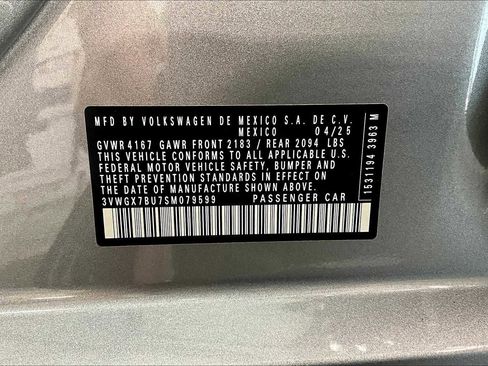 MFD BY VOLKSWAGEN DE MEXICO S.A. DE C.V.
MEXICO 04/25
GVWR 4167 GAWR FRONT 2183 / REAR 2094 LBS
THIS VEHICLE CONFORMS TO ALL APPLICABLE U.S.
FEDERAL MOTOR VEHICLE SAFETY, BUMPER AND
THEFT PREVENTION STANDARDS IN EFFECT ON
THE DATE OF MANUFACTURE SHOWN ABOVE.
3VWGX7BU7SM079599 PASSENGER CAR
1531194 3963 M